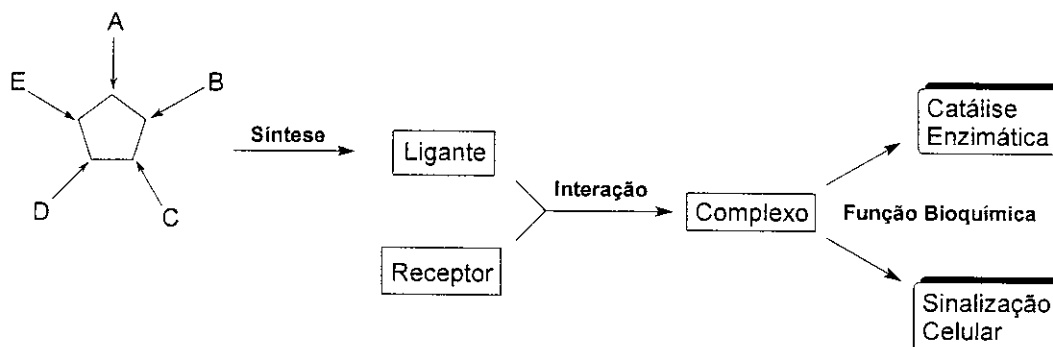 A
E
B
D
C
Síntese
Ligante
Receptor
Interação
Complexo
Catálise
Enzimática
Função Bioquímica
Sinalização
Celular